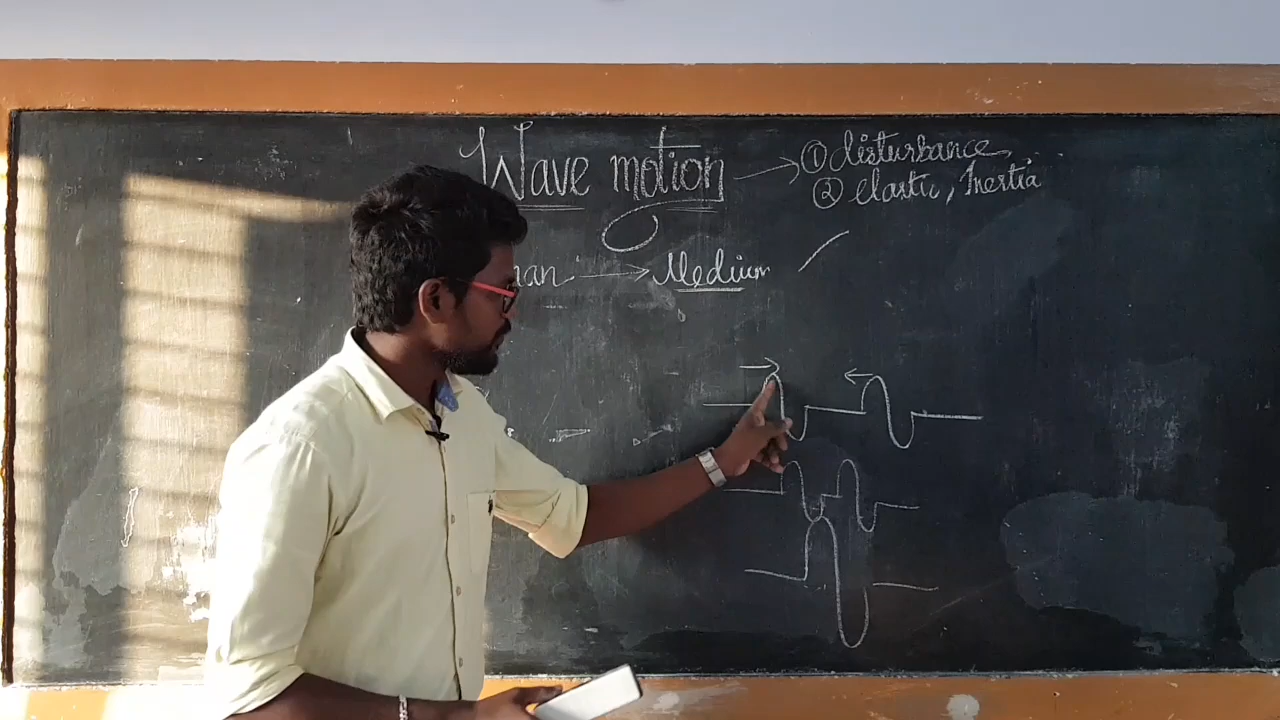 Wave motion → ① disturbance,
② elastic, Inertia
→ Medium